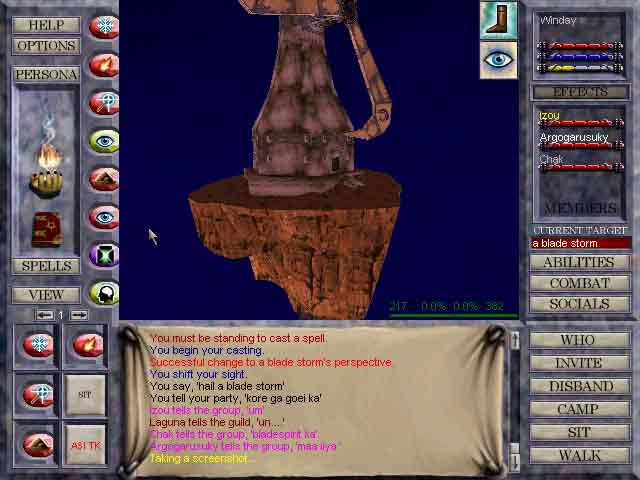 HELP
OPTIONS
PERSONA
SPELLS
VIEW
1
SIT
ASI TK
217 0.0% 0.0% 382
You must be standing to cast a spell.
You begin your casting.
Successful change to a blade storm's perspective.
You shift your sight.
You say, 'hail a blade storm'
You tell your party, 'kore ga goei ka'
Izou tells the group, 'um'
Laguna tells the guild, 'un....'
Chak tells the group, 'bladespirit ka'
Argogarusuky tells the group, 'maa iiya'
Taking a screenshot...
Winday
EFFECTS
Izou
Argogarusuky
Chak
MEMBERS
CURRENT TARGET
a blade storm
ABILITIES
COMBAT
SOCIALS
WHO
INVITE
DISBAND
CAMP
SIT
WALK